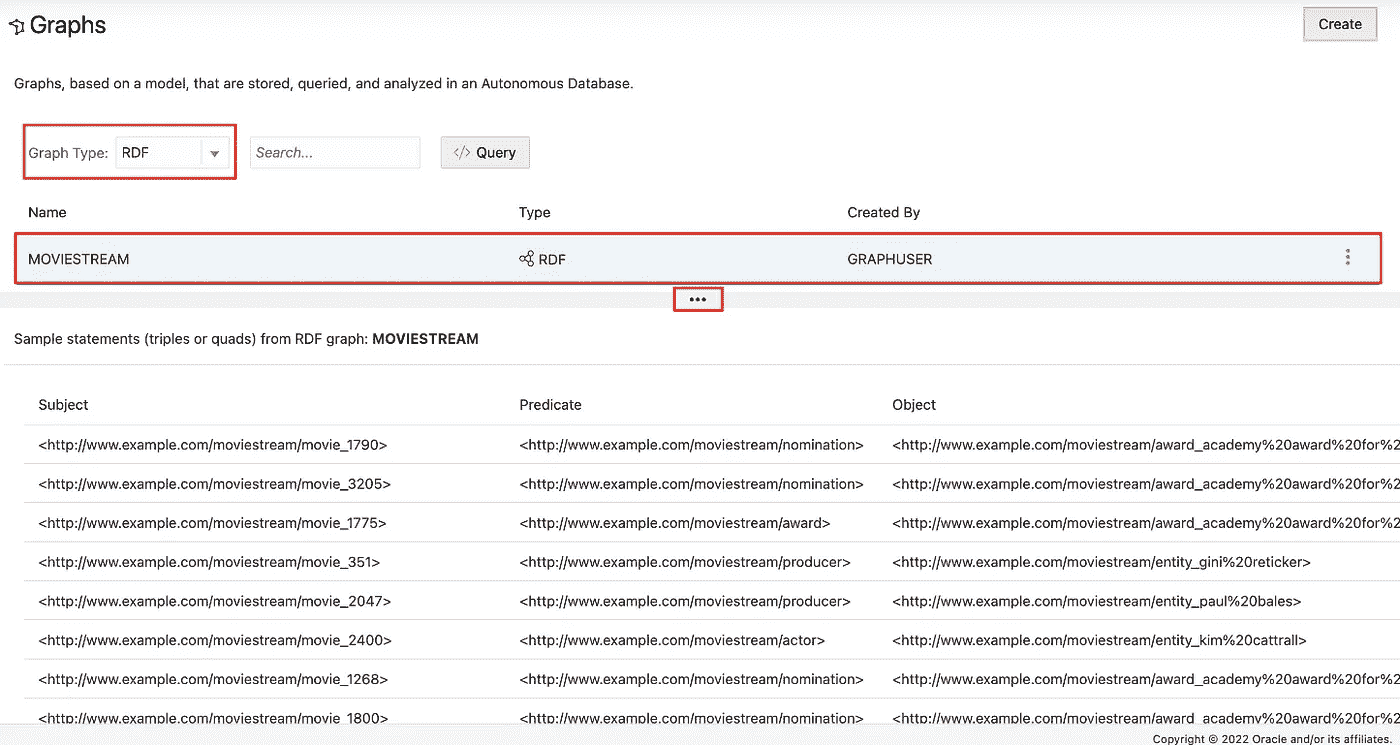 Graphs
Create
Graphs, based on a model, that are stored, queried, and analyzed in an Autonomous Database.
Graph Type: RDF Search... </> Query
Name Type Created By
MOVIESTREAM RDF GRAPHUSER
Sample statements (triples or quads) from RDF graph: MOVIESTREAM
Subject Predicate Object
<http://www.example.com/moviestream/movie_1790> <http://www.example.com/moviestream/nomination> <http://www.example.com/moviestream/award_academy%20award%20for%2
<http://www.example.com/moviestream/movie_3205> <http://www.example.com/moviestream/nomination> <http://www.example.com/moviestream/award_academy%20award%20for%2
<http://www.example.com/moviestream/movie_1775> <http://www.example.com/moviestream/award> <http://www.example.com/moviestream/award_academy%20award%20for%2
<http://www.example.com/moviestream/movie_351> <http://www.example.com/moviestream/producer> <http://www.example.com/moviestream/entity_gini%20reticker>
<http://www.example.com/moviestream/movie_2047> <http://www.example.com/moviestream/producer> <http://www.example.com/moviestream/entity_paul%20bales>
<http://www.example.com/moviestream/movie_2400> <http://www.example.com/moviestream/actor> <http://www.example.com/moviestream/entity_kim%20cattrall>
<http://www.example.com/moviestream/movie_1268> <http://www.example.com/moviestream/nomination> <http://www.example.com/moviestream/award_academy%20award%20for%2
<http://www.example.com/moviestream/movie_1800> <http://www.example.com/moviestream/nomination> <http://www.example.com/moviestream/award_academy%20award%20for%2
Copyright © 2022 Oracle and/or its affiliates.